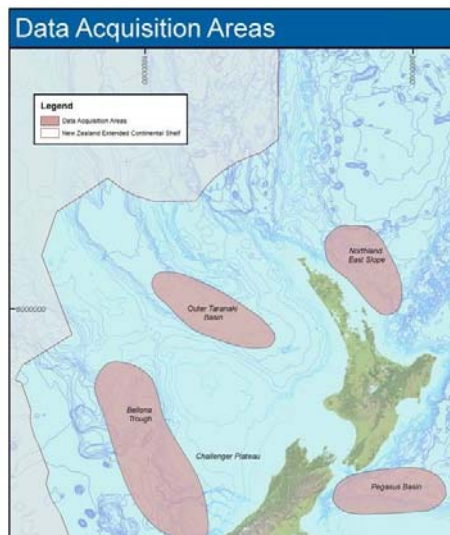 Data Acquisition Areas
Legend
Data Acquisition Areas
New Zealand Extended Continental Shelf
Northland
East Slope
6000000
Outer Taranaki
Basin
Bellona
Trough
Challenger Plateau
Pegasus Basin